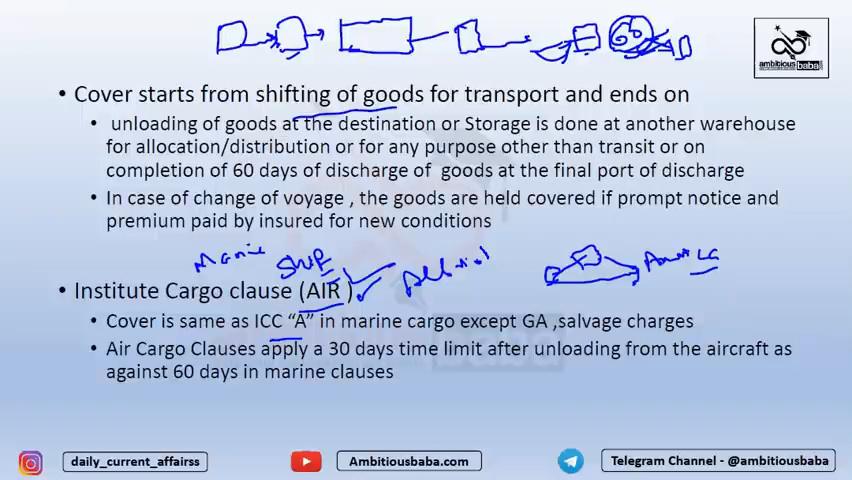 60
ambitiousbaba.com
• Cover starts from shifting of goods for transport and ends on
• unloading of goods at the destination or Storage is done at another warehouse
for allocation/distribution or for any purpose other than transit or on
completion of 60 days of discharge of goods at the final port of discharge
• In case of change of voyage , the goods are held covered if prompt notice and
premium paid by insured for new conditions
Marine Ship
• Institute Cargo clause (AIR )
• Cover is same as ICC “A” in marine cargo except GA ,salvage charges
• Air Cargo Clauses apply a 30 days time limit after unloading from the aircraft as
against 60 days in marine clauses
daily_current_affairss
Ambitiousbaba.com
Telegram Channel - @ambitiousbaba